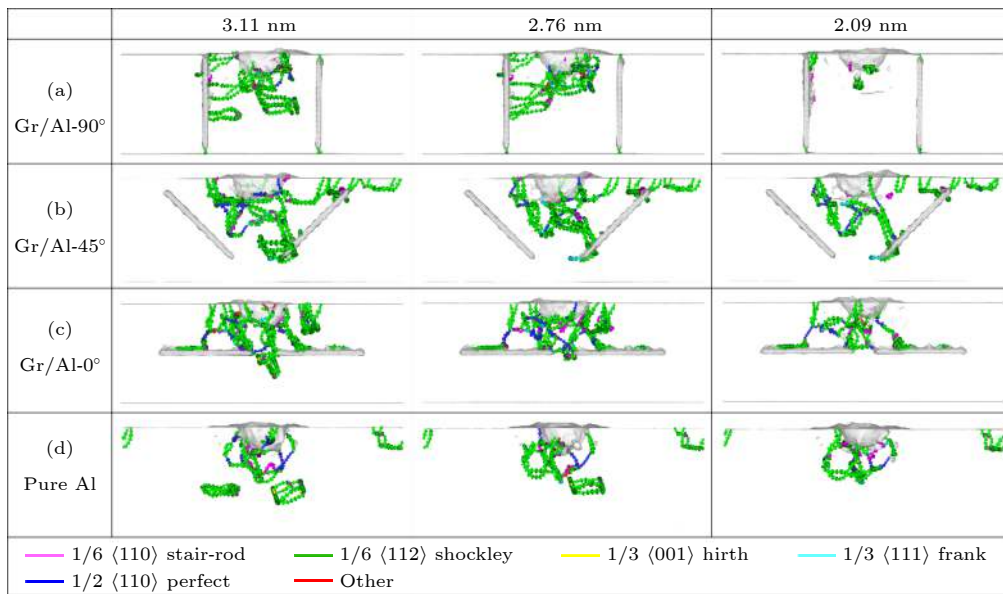 3.11 nm 2.76 nm 2.09 nm
(a)
Gr/Al-90°
(b)
Gr/Al-45°
(c)
Gr/Al-0°
(d)
Pure Al
1/6 ⟨110⟩ stair-rod 1/6 ⟨112⟩ shockley 1/3 ⟨001⟩ hirth 1/3 ⟨111⟩ frank
1/2 ⟨110⟩ perfect Other